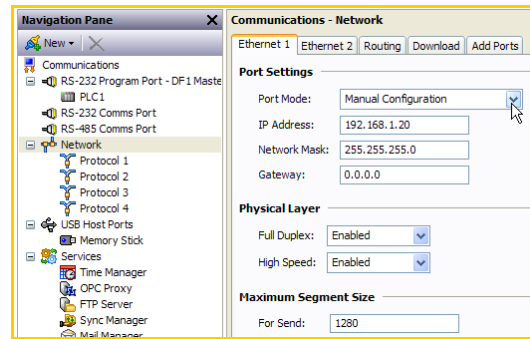 Navigation Pane
New
Communications
RS-232 Program Port - DF1 Maste
PLC1
RS-232 Comms Port
RS-485 Comms Port
Network
Protocol 1
Protocol 2
Protocol 3
Protocol 4
USB Host Ports
Memory Stick
Services
Time Manager
OPC Proxy
FTP Server
Sync Manager
Mail Manager
Communications - Network
Ethernet 1 Ethernet 2 Routing Download Add Ports
Port Settings
Port Mode: Manual Configuration
IP Address: 192.168.1.20
Network Mask: 255.255.255.0
Gateway: 0.0.0.0
Physical Layer
Full Duplex: Enabled
High Speed: Enabled
Maximum Segment Size
For Send: 1280